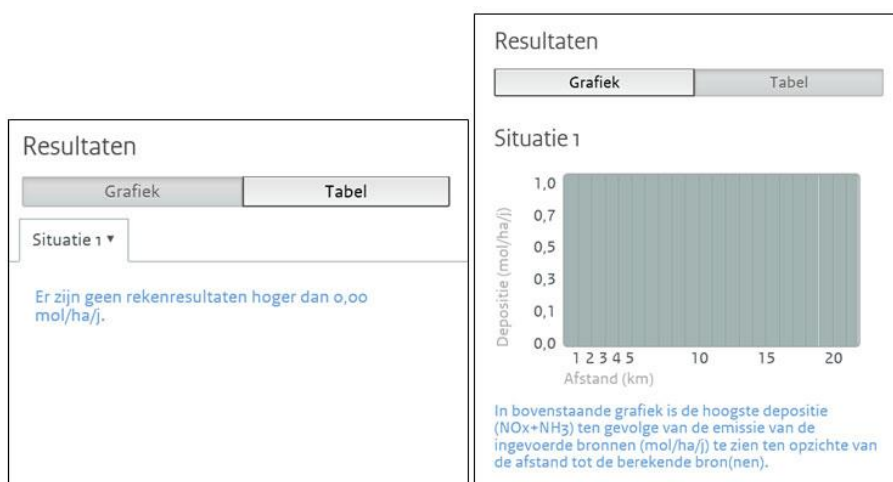 Resultaten
Grafiek Tabel
Situatie 1 ▾
Er zijn geen rekenresultaten hoger dan 0,00
mol/ha/j.
Resultaten
Grafiek Tabel
Situatie 1
Depositie (mol/ha/j)
1,0
0,7
0,5
0,3
0,1
0,0
1 2 3 4 5 10 15 20
Afstand (km)
In bovenstaande grafiek is de hoogste depositie
(NOx+NH3) ten gevolge van de emissie van de
ingevoerde bronnen (mol/ha/j) te zien ten opzichte van
de afstand tot de berekende bron(nen).